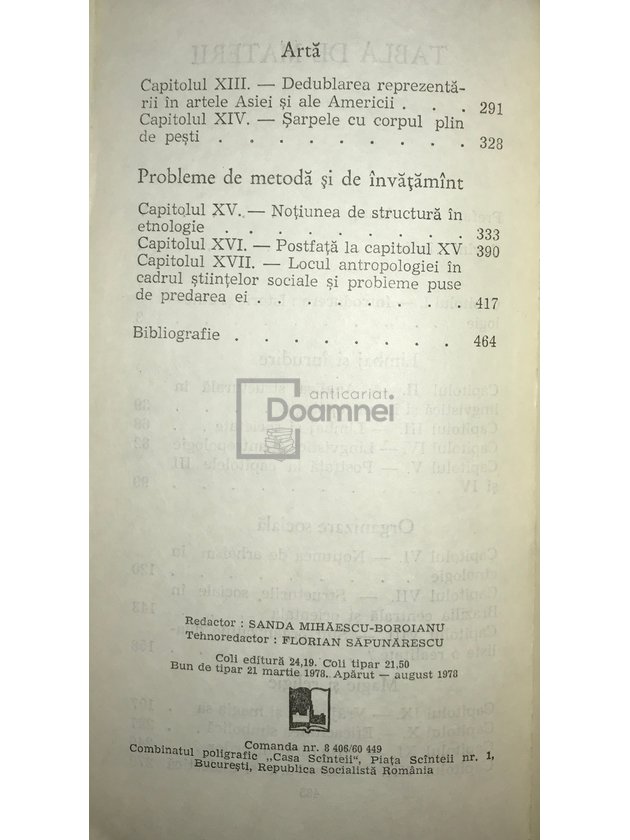 Artă
Capitolul XIII. — Dedublarea reprezentă-
rii în artele Asiei și ale Americii . . . 291
Capitolul XIV. — Șarpele cu corpul plin
de pești . . . . . . . . . 328
Probleme de metodă și de învățămînt
Capitolul XV. — Noțiunea de structură în
etnologie . . . . . . . . . 333
Capitolul XVI. — Postfață la capitolul XV 390
Capitolul XVII. — Locul antropologiei în
cadrul științelor sociale și probleme puse
de predarea ei . . . . . . . . 417
Bibliografie . . . . . . . . 464
anticariat
Doamnei
Redactor : SANDA MIHĂESCU-BOROIANU
Tehnoredactor : FLORIAN SĂPUNĂRESCU
Coli editură 24,19. Coli tipar 21,50
Bun de tipar 21 martie 1978. Apărut — august 1978
Comanda nr. 8 406/60 449
Combinatul poligrafic „Casa Scînteii", Piața Scînteii nr. 1,
București, Republica Socialistă România